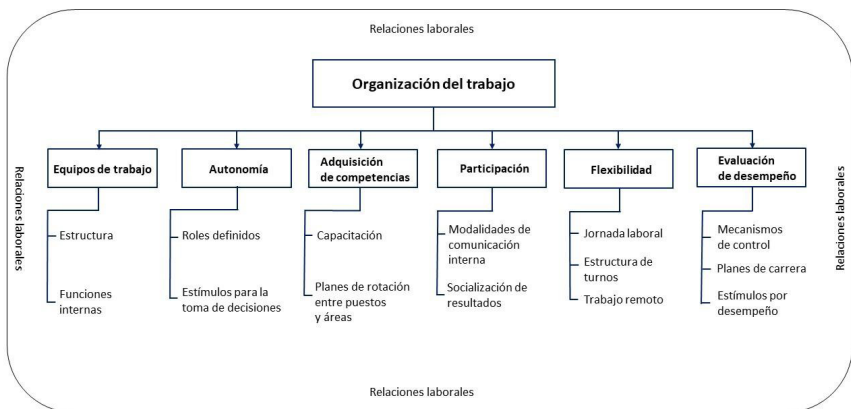 Relaciones laborales
Organización del trabajo
Equipos de trabajo
Autonomía
Adquisición
de competencias
Participación
Flexibilidad
Evaluación
de desempeño
Relaciones laborales
Relaciones laborales
Estructura
Funciones
internas
Roles definidos
Estímulos para la
toma de decisiones
Capacitación
Planes de rotación
entre puestos
y áreas
Modalidades de
comunicación
interna
Socialización de
resultados
Jornada laboral
Estructura de
turnos
Trabajo remoto
Mecanismos
de control
Planes de carrera
Estímulos por
desempeño
Relaciones laborales